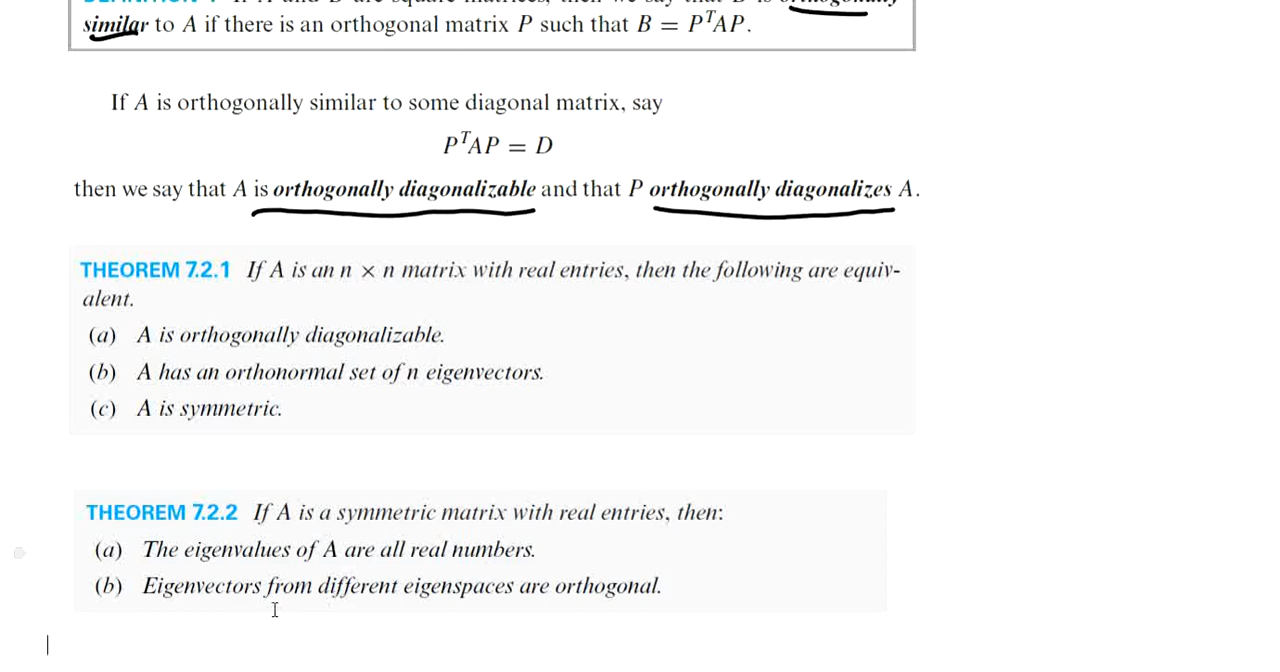 similar to A if there is an orthogonal matrix P such that B = PᵀAP.
If A is orthogonally similar to some diagonal matrix, say
PᵀAP = D
then we say that A is orthogonally diagonalizable and that P orthogonally diagonalizes A.
THEOREM 7.2.1 If A is an n × n matrix with real entries, then the following are equiv-
alent.
(a) A is orthogonally diagonalizable.
(b) A has an orthonormal set of n eigenvectors.
(c) A is symmetric.
THEOREM 7.2.2 If A is a symmetric matrix with real entries, then:
(a) The eigenvalues of A are all real numbers.
(b) Eigenvectors from different eigenspaces are orthogonal.